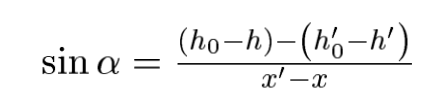 sin α = (h₀−h)−(h′₀−h′) / x′−x